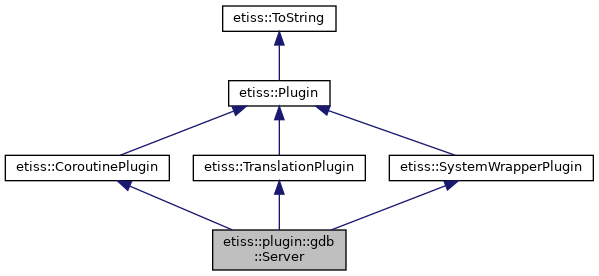 etiss::ToString
etiss::Plugin
etiss::CoroutinePlugin
etiss::TranslationPlugin
etiss::SystemWrapperPlugin
etiss::plugin::gdb
::Server